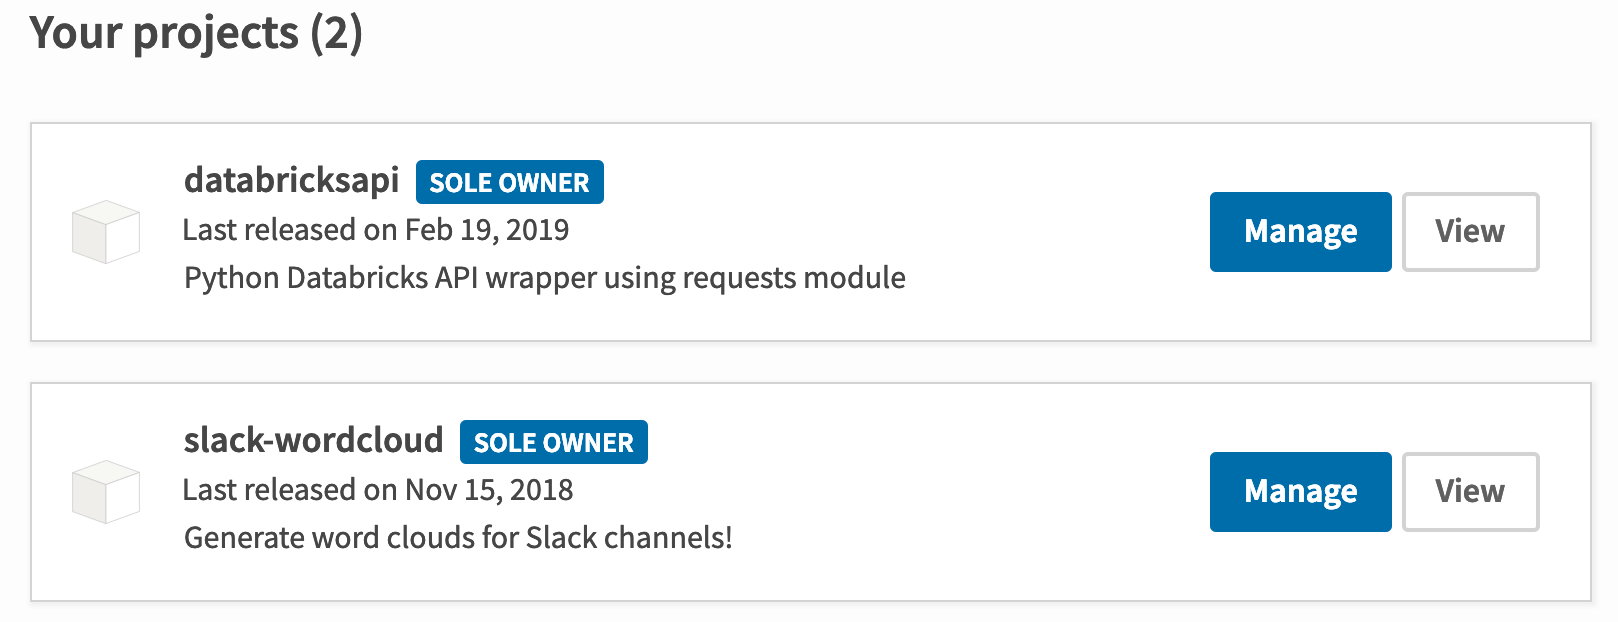 Your projects (2)
databricksapi SOLE OWNER
Last released on Feb 19, 2019
Python Databricks API wrapper using requests module
Manage View
slack-wordcloud SOLE OWNER
Last released on Nov 15, 2018
Generate word clouds for Slack channels!
Manage View